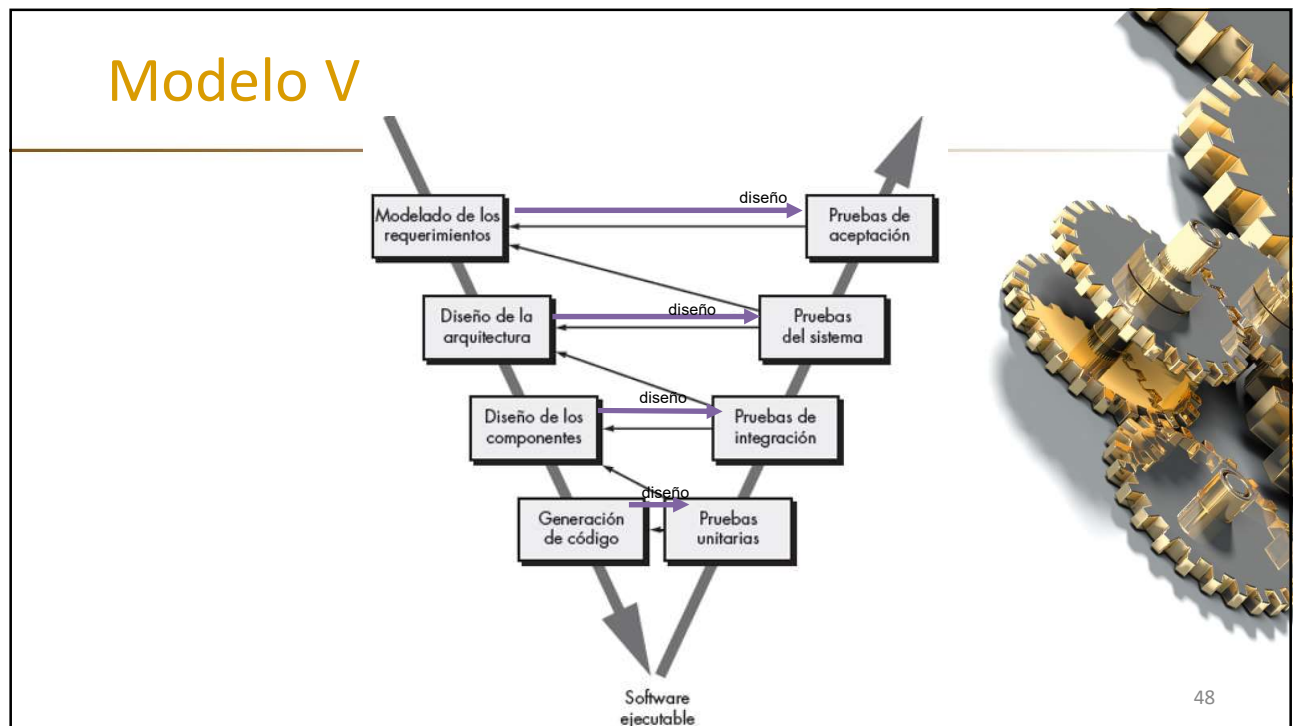 Modelo V
diseño
Modelado de los
requerimientos
Pruebas de
aceptación
diseño
Diseño de la
arquitectura
Pruebas
del sistema
diseño
Diseño de los
componentes
Pruebas de
integración
diseño
Generación
de código
Pruebas
unitarias
Software
ejecutable
48